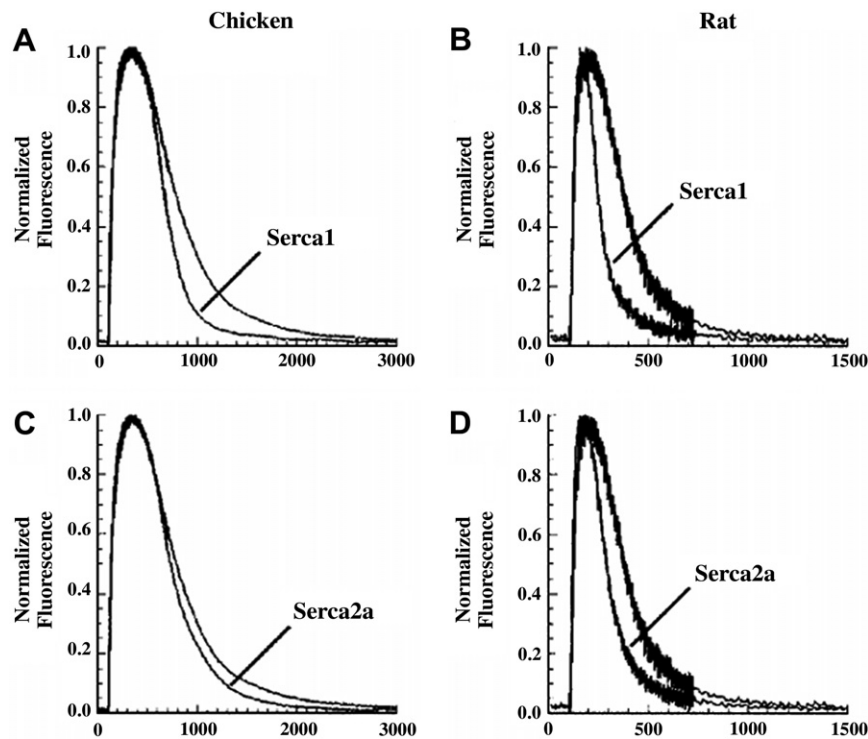 Chicken
Rat
A
B
1.0
0.8
0.6
0.4
0.2
0.0
Normalized
Fluorescence
Serca1
0
1000
2000
3000
1.0
0.8
0.6
0.4
0.2
0.0
Normalized
Fluorescence
Serca1
0
500
1000
1500
C
D
1.0
0.8
0.6
0.4
0.2
0.0
Normalized
Fluorescence
Serca2a
0
1000
2000
3000
1.0
0.8
0.6
0.4
0.2
0.0
Normalized
Fluorescence
Serca2a
0
500
1000
1500